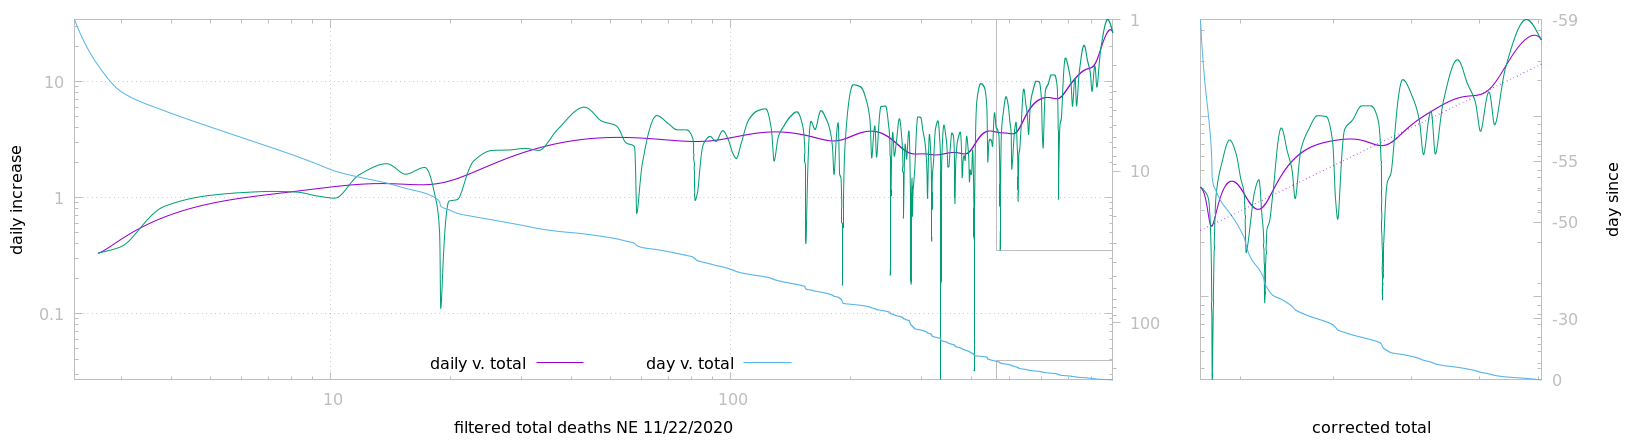 daily increase
10
1
0.1
10
100
filtered total deaths NE 11/22/2020
daily v. total
day v. total
1
10
100
-59
-55
-50
-30
0
day since
corrected total